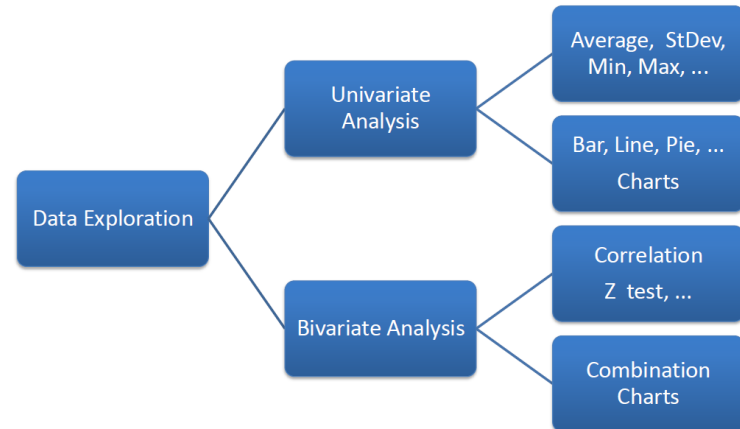 Data Exploration
Univariate
Analysis
Average, StDev,
Min, Max, ...
Bar, Line, Pie, ...
Charts
Bivariate Analysis
Correlation
Z test, ...
Combination
Charts